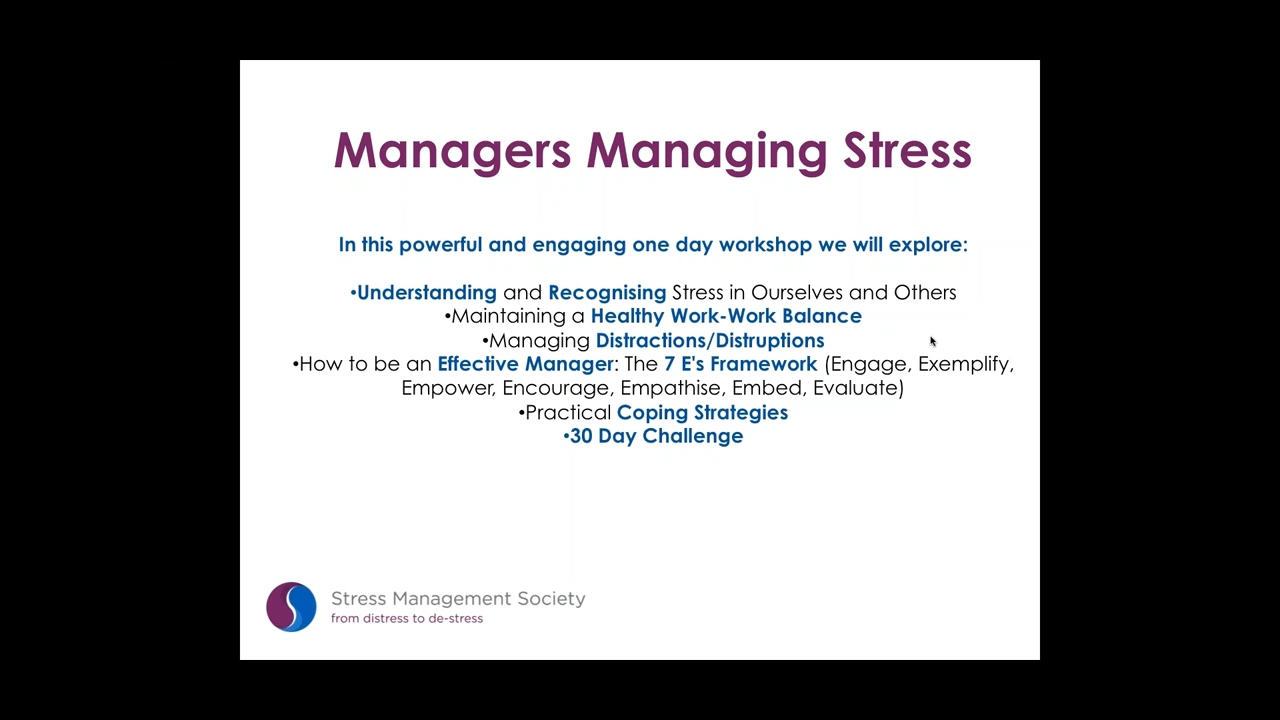 Managers Managing Stress
In this powerful and engaging one day workshop we will explore:
•Understanding and Recognising Stress in Ourselves and Others
•Maintaining a Healthy Work-Work Balance
•Managing Distractions/Distruptions
•How to be an Effective Manager: The 7 E's Framework (Engage, Exemplify,
Empower, Encourage, Empathise, Embed, Evaluate)
•Practical Coping Strategies
•30 Day Challenge
Stress Management Society
from distress to de-stress